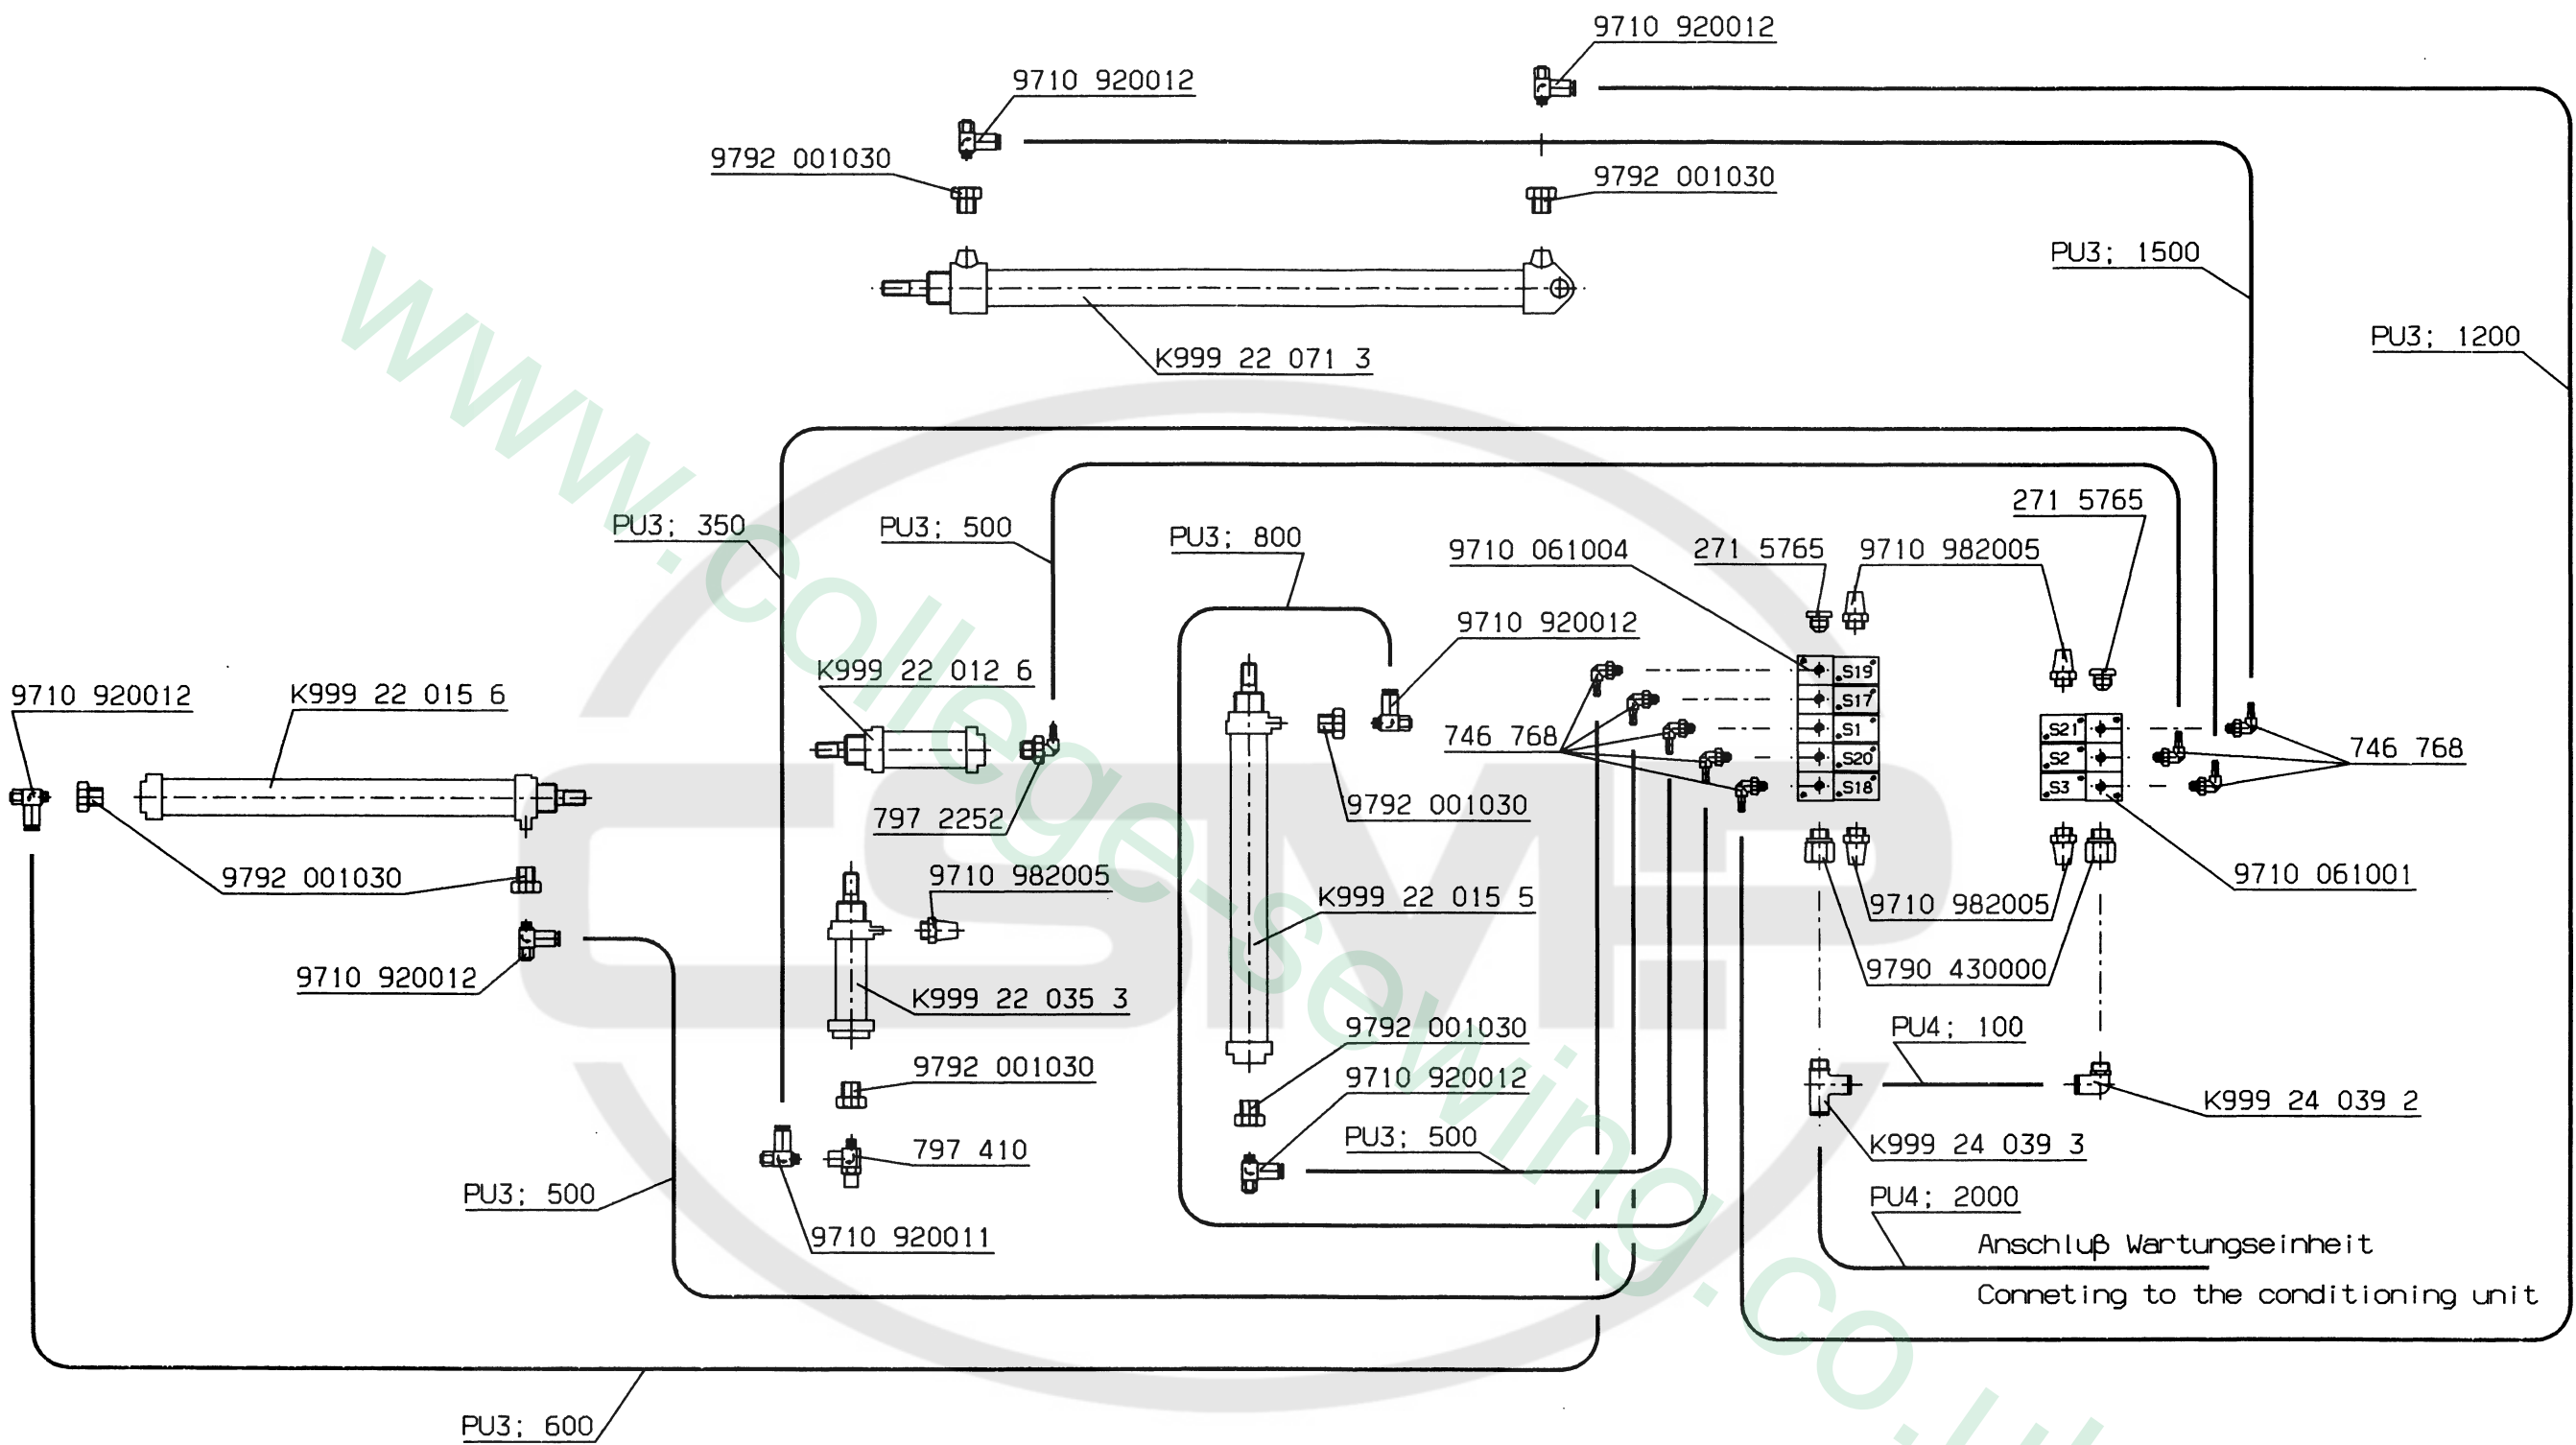 9710 920012
9710 920012
9792 001030
9792 001030
PU3; 1500
PU3; 1200
K999 22 071 3
PU3; 350
PU3; 500
PU3; 800
9710 061004
271 5765
9710 982005
271 5765
9710 920012
K999 22 015 6
K999 22 012 6
9710 920012
746 768
S19
S17
S1
S20
S18
S21
S2
S3
746 768
797 2252
9792 001030
9792 001030
9710 982005
K999 22 015 5
9710 982005
9710 061001
9710 920012
K999 22 035 3
9790 430000
9792 001030
9792 001030
9710 920012
PU4; 100
K999 24 039 2
797 410
PU3; 500
K999 24 039 3
PU3; 500
9710 920011
PU4; 2000
Anschluß Wartungseinheit
Conneting to the conditioning unit
PU3; 600
www.college-sewing.co.uk
CSMP